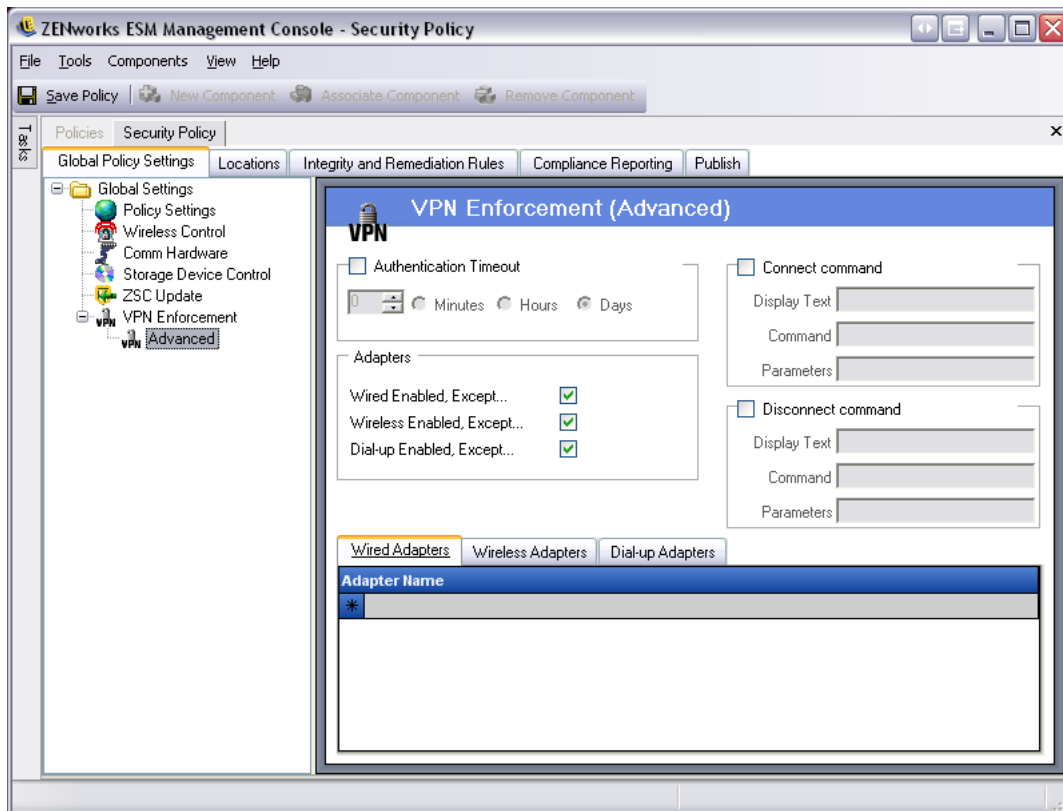 ZENworks ESM Management Console - Security Policy
File Tools Components View Help
Save Policy New Component Associate Component Remove Component
Tasks
Policies Security Policy
Global Policy Settings Locations Integrity and Remediation Rules Compliance Reporting Publish
Global Settings
Policy Settings
Wireless Control
Comm Hardware
Storage Device Control
ZSC Update
VPN VPN Enforcement
VPN Advanced
VPN
VPN Enforcement (Advanced)
Authentication Timeout
0 Minutes Hours Days
Adapters
Wired Enabled, Except...
Wireless Enabled, Except...
Dial-up Enabled, Except...
Connect command
Display Text
Command
Parameters
Disconnect command
Display Text
Command
Parameters
Wired Adapters Wireless Adapters Dial-up Adapters
Adapter Name